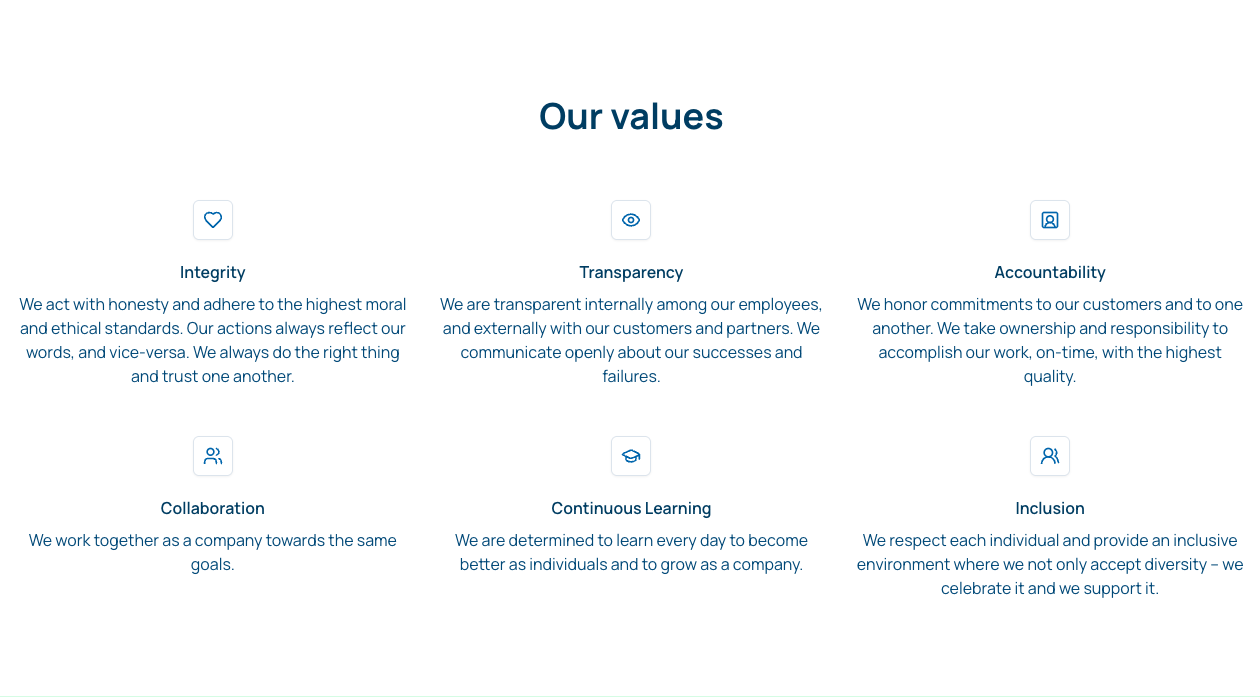 Our values
Integrity
We act with honesty and adhere to the highest moral
and ethical standards. Our actions always reflect our
words, and vice-versa. We always do the right thing
and trust one another.
Transparency
We are transparent internally among our employees,
and externally with our customers and partners. We
communicate openly about our successes and
failures.
Accountability
We honor commitments to our customers and to one
another. We take ownership and responsibility to
accomplish our work, on-time, with the highest
quality.
Collaboration
We work together as a company towards the same
goals.
Continuous Learning
We are determined to learn every day to become
better as individuals and to grow as a company.
Inclusion
We respect each individual and provide an inclusive
environment where we not only accept diversity – we
celebrate it and we support it.